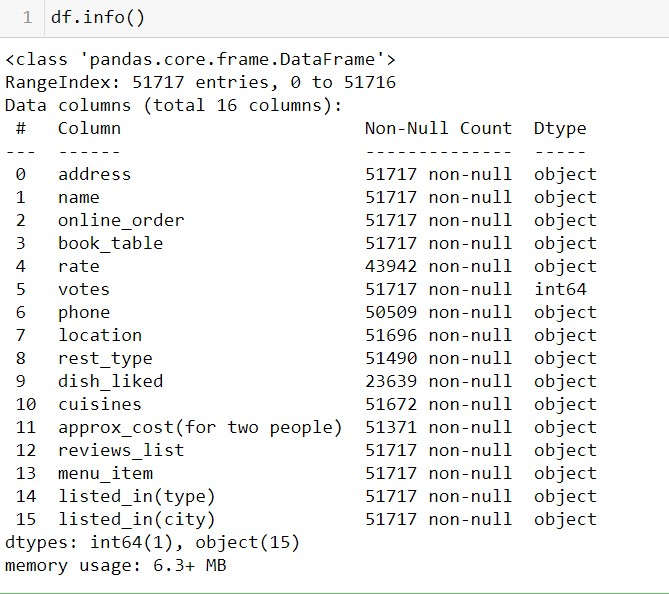 1 df.info()
<class 'pandas.core.frame.DataFrame'>
RangeIndex: 51717 entries, 0 to 51716
Data columns (total 16 columns):
 #   Column                       Non-Null Count  Dtype
---  ------                       --------------  -----
 0   address                      51717 non-null  object
 1   name                         51717 non-null  object
 2   online_order                 51717 non-null  object
 3   book_table                   51717 non-null  object
 4   rate                         43942 non-null  object
 5   votes                        51717 non-null  int64
 6   phone                        50509 non-null  object
 7   location                     51696 non-null  object
 8   rest_type                    51490 non-null  object
 9   dish_liked                   23639 non-null  object
 10  cuisines                     51672 non-null  object
 11  approx_cost(for two people)  51371 non-null  object
 12  reviews_list                 51717 non-null  object
 13  menu_item                    51717 non-null  object
 14  listed_in(type)              51717 non-null  object
 15  listed_in(city)              51717 non-null  object
dtypes: int64(1), object(15)
memory usage: 6.3+ MB